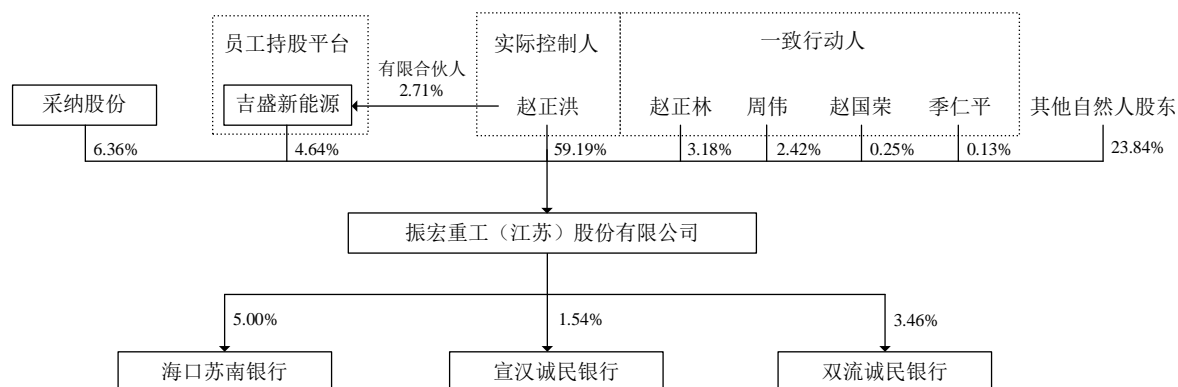 员工持股平台
实际控制人
一致行动人
有限合伙人
2.71%
采纳股份
吉盛新能源
赵正洪
赵正林
周伟
赵国荣
季仁平
其他自然人股东
6.36%
4.64%
59.19%
3.18%
2.42%
0.25%
0.13%
23.84%
振宏重工（江苏）股份有限公司
5.00%
1.54%
3.46%
海口苏南银行
宣汉诚民银行
双流诚民银行